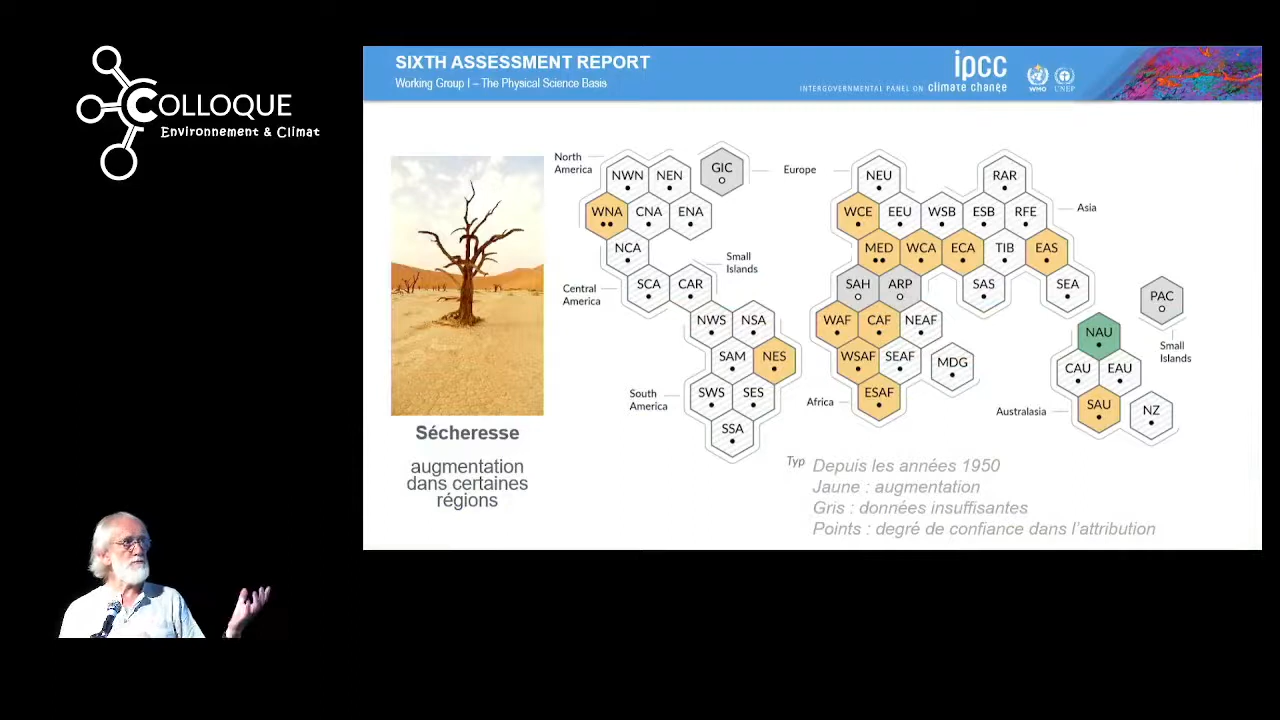 COLLOQUE
Environnement & Climat
SIXTH ASSESSMENT REPORT
Working Group I – The Physical Science Basis
ipcc
INTERGOVERNMENTAL PANEL ON climate change
WMO
UNEP
North
America
NWN
NEN
GIC
WNA
CNA
ENA
NCA
Small
Islands
Central
America
SCA
CAR
NWS
NSA
SAM
NES
South
America
SWS
SES
SSA
Europe
NEU
RAR
WCE
EEU
WSB
ESB
RFE
Asia
MED
WCA
ECA
TIB
EAS
SAH
ARP
SAS
SEA
PAC
WAF
CAF
NEAF
NAU
Small
Islands
WSAF
SEAF
MDG
CAU
EAU
Africa
ESAF
Australasia
SAU
NZ
Sécheresse
augmentation
dans certaines
régions
Typ
Depuis les années 1950
Jaune : augmentation
Gris : données insuffisantes
Points : degré de confiance dans l'attribution